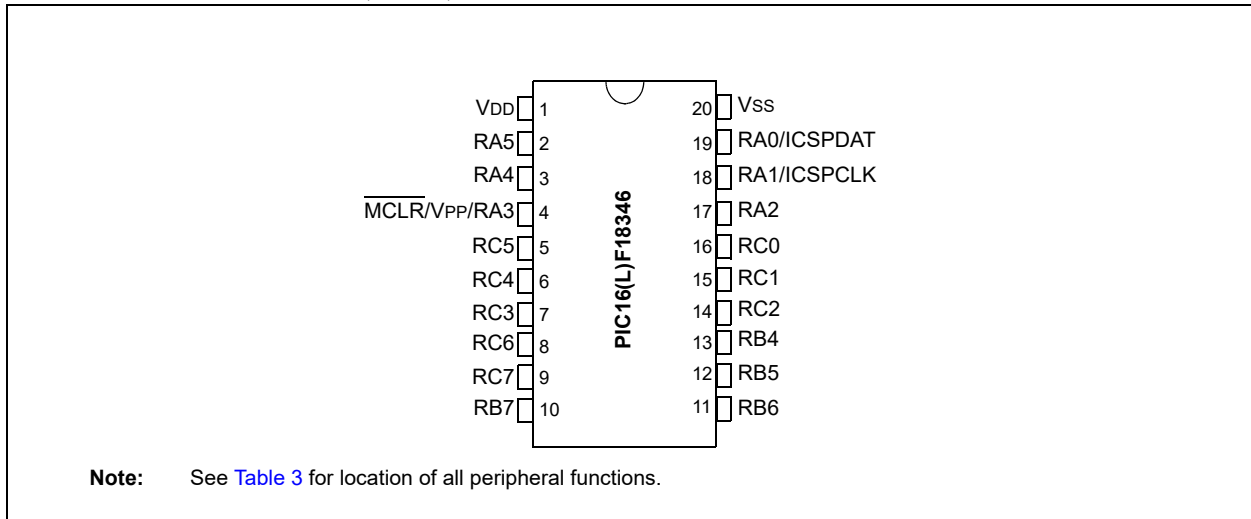 VDD 1 20 VSS
RA5 2 19 RA0/ICSPDAT
RA4 3 18 RA1/ICSPCLK
MCLR/VPP/RA3 4 17 RA2
RC5 5 16 RC0
RC4 6 15 RC1
RC3 7 14 RC2
RC6 8 13 RB4
RC7 9 12 RB5
RB7 10 11 RB6
PIC16(L)F18346
Note: See Table 3 for location of all peripheral functions.